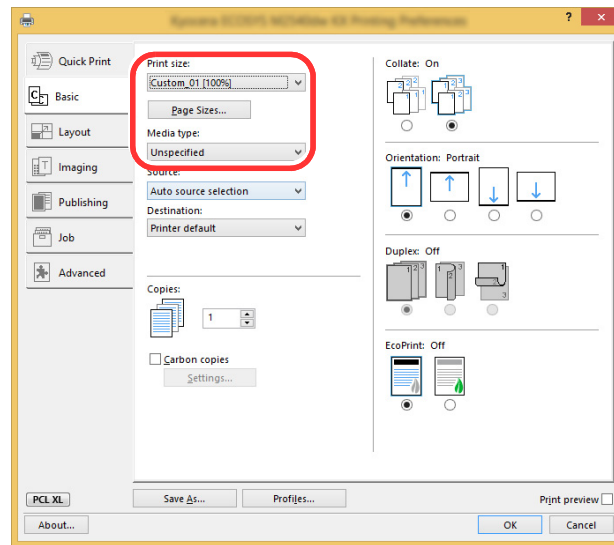 ?
Quick Print
Basic
Layout
Imaging
Publishing
Job
Advanced
Print size:
Custom_01 [100%]
Page Sizes...
Media type:
Unspecified
Source:
Auto source selection
Destination:
Printer default
Copies:
1
Carbon copies
Settings...
Collate: On
Orientation: Portrait
Duplex: Off
EcoPrint: Off
PCL XL
Save As...
Profiles...
Print preview
About...
OK
Cancel